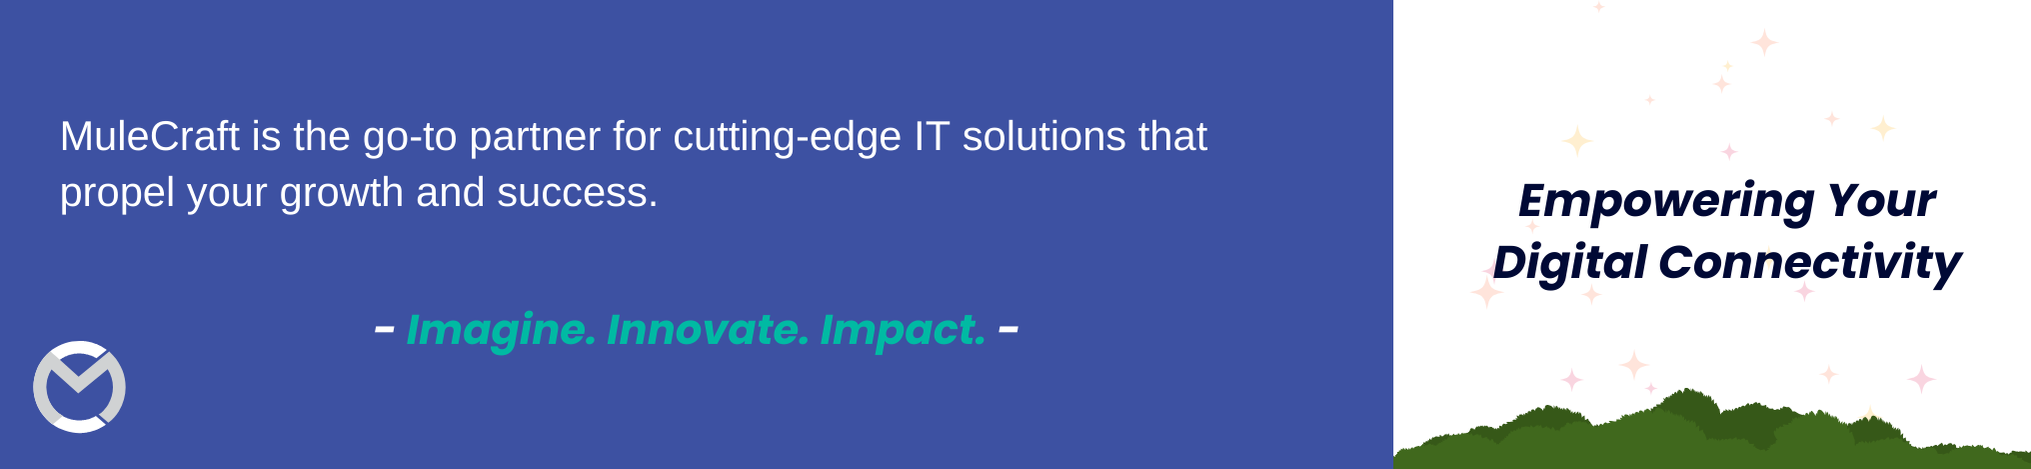 MuleCraft is the go-to partner for cutting-edge IT solutions that
propel your growth and success.
- Imagine. Innovate. Impact. -
Empowering Your
Digital Connectivity